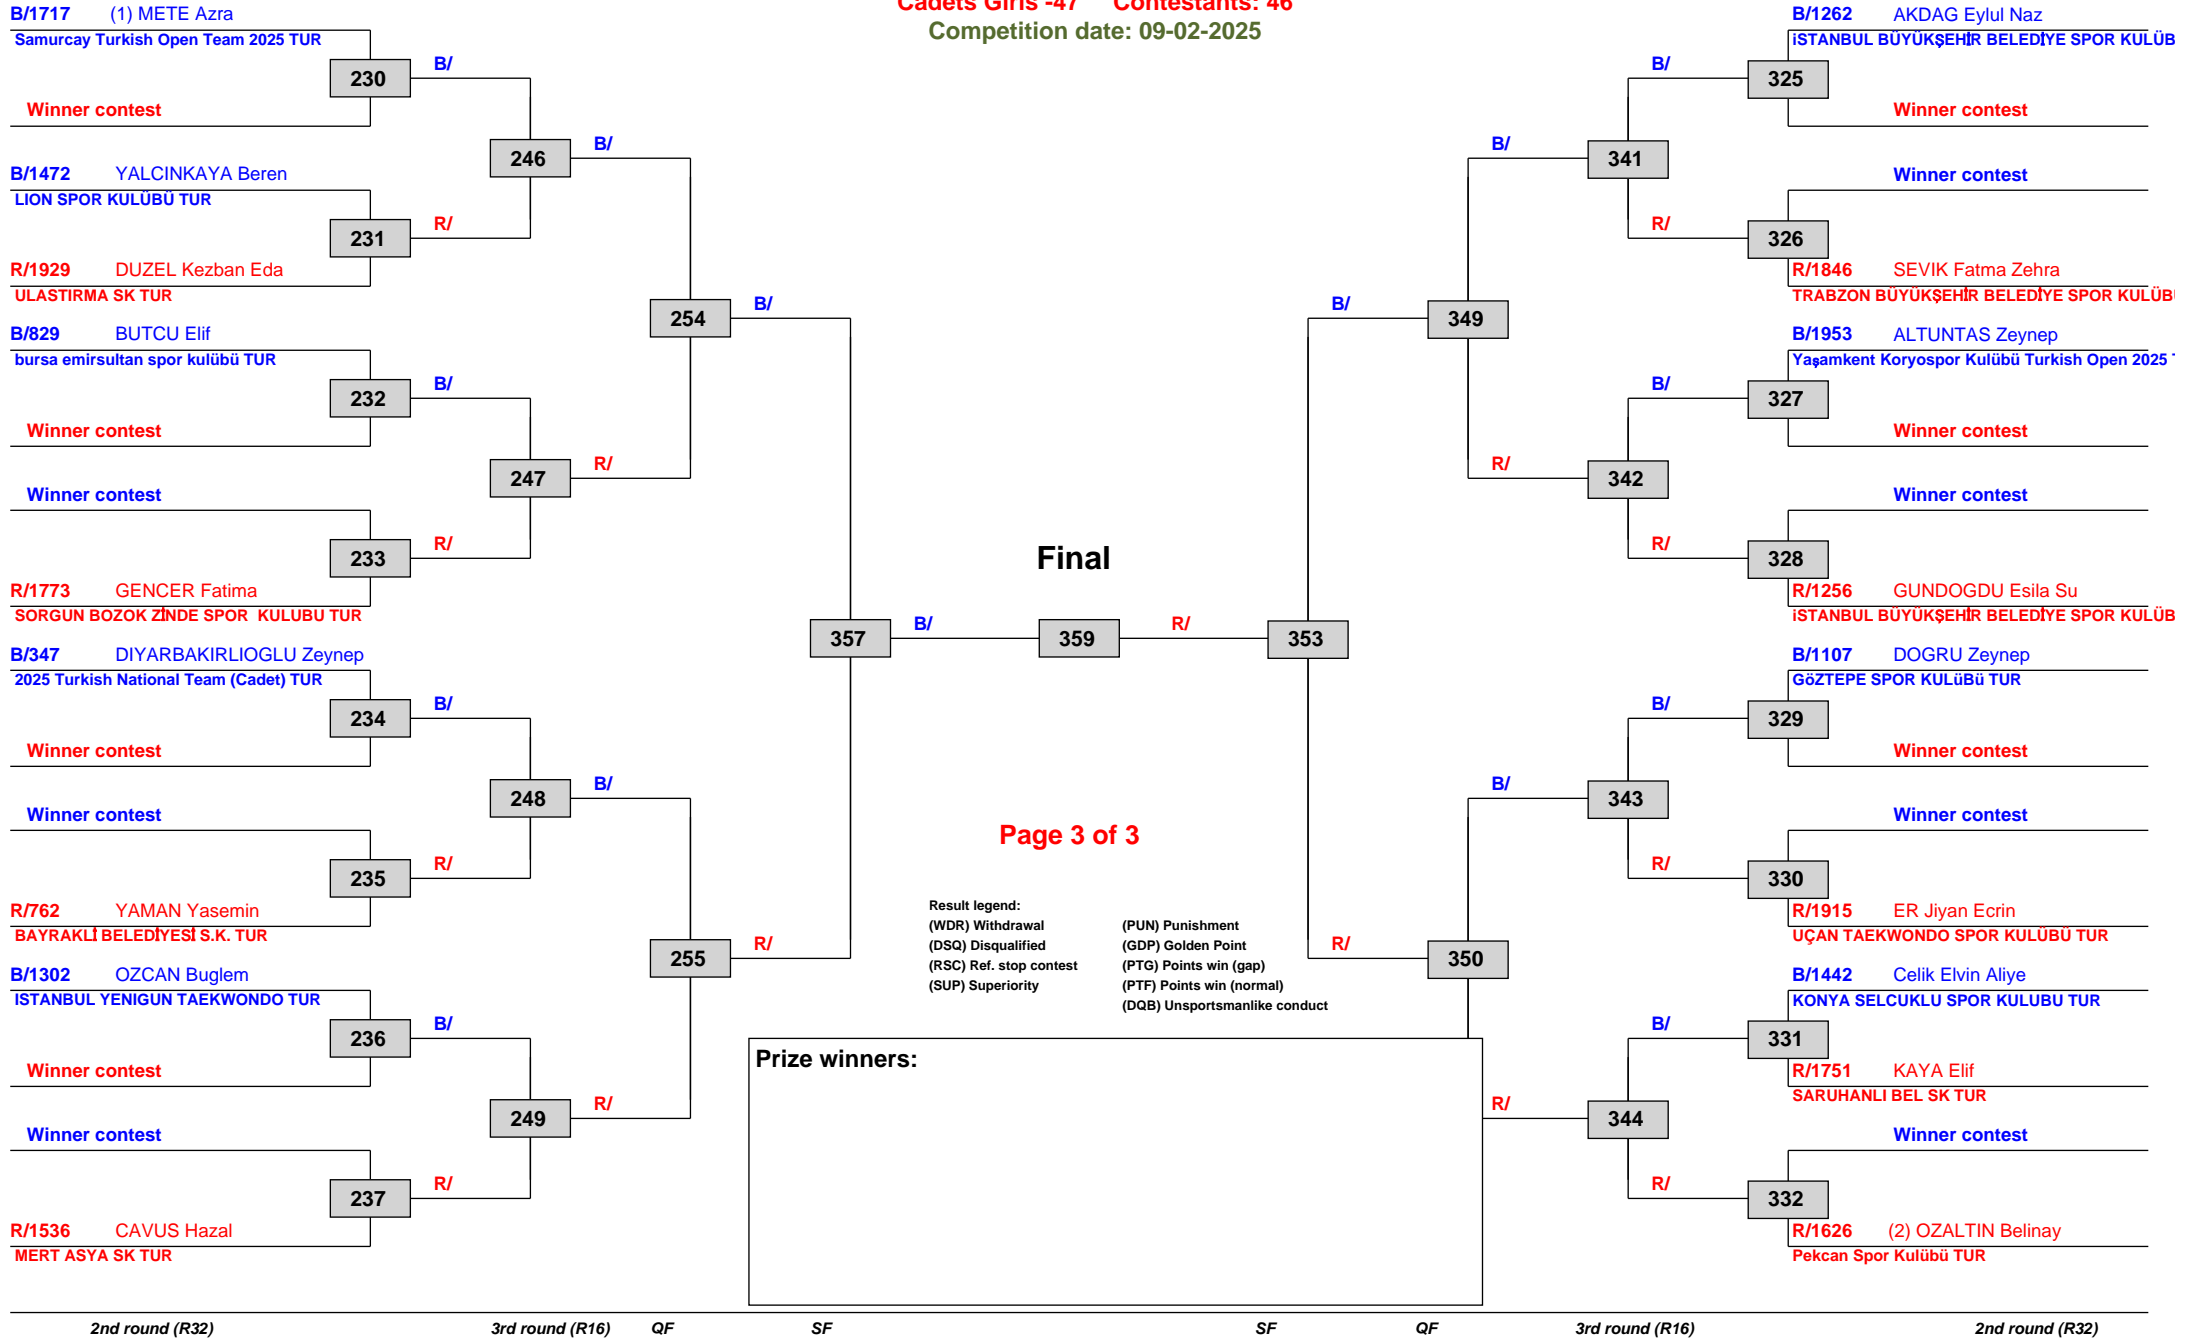 Cadets Girls -47 Contestants: 46
Competition date: 09-02-2025
B/1717 (1) METE Azra
Samurcay Turkish Open Team 2025 TUR
230
B/
Winner contest
246
B/
B/1472 YALCINKAYA Beren
LION SPOR KULÜBÜ TUR
231
R/
R/1929 DUZEL Kezban Eda
ULASTIRMA SK TUR
254
B/
B/829 BUTCU Elif
bursa emirsultan spor kulübü TUR
232
B/
Winner contest
247
R/
Winner contest
233
R/
R/1773 GENCER Fatima
SORGUN BOZOK ZİNDE SPOR KULUBU TUR
357
B/
B/347 DIYARBAKIRLIOGLU Zeynep
2025 Turkish National Team (Cadet) TUR
234
B/
Winner contest
248
B/
Winner contest
235
R/
R/762 YAMAN Yasemin
BAYRAKLİ BELEDİYESİ S.K. TUR
255
R/
B/1302 OZCAN Buglem
ISTANBUL YENIGUN TAEKWONDO TUR
236
B/
Winner contest
249
R/
Winner contest
237
R/
R/1536 CAVUS Hazal
MERT ASYA SK TUR
Final
359
R/
353
Page 3 of 3
Result legend:
(WDR) Withdrawal (PUN) Punishment
(DSQ) Disqualified (GDP) Golden Point
(RSC) Ref. stop contest (PTG) Points win (gap)
(SUP) Superiority (PTF) Points win (normal)
(DQB) Unsportsmanlike conduct
Prize winners:
B/1262 AKDAG Eylul Naz
iSTANBUL BÜYÜKŞEHİR BELEDİYE SPOR KULÜB
B/
325
Winner contest
B/
341
Winner contest
R/
326
R/1846 SEVIK Fatma Zehra
TRABZON BÜYÜKŞEHİR BELEDİYE SPOR KULÜB
B/
349
B/1953 ALTUNTAS Zeynep
Yaşamkent Koryospor Kulübü Turkish Open 2025
B/
327
Winner contest
R/
342
Winner contest
R/
328
R/1256 GUNDOGDU Esila Su
iSTANBUL BÜYÜKŞEHİR BELEDİYE SPOR KULÜB
B/1107 DOGRU Zeynep
GöZTEPE SPOR KULüBü TUR
B/
329
Winner contest
B/
343
Winner contest
R/
330
R/1915 ER Jiyan Ecrin
UÇAN TAEKWONDO SPOR KULÜBÜ TUR
R/
350
B/1442 Celik Elvin Aliye
KONYA SELCUKLU SPOR KULUBU TUR
B/
331
R/1751 KAYA Elif
SARUHANLI BEL SK TUR
R/
344
Winner contest
R/
332
R/1626 (2) OZALTIN Belinay
Pekcan Spor Kulübü TUR
2nd round (R32) 3rd round (R16) QF SF SF QF 3rd round (R16) 2nd round (R32)